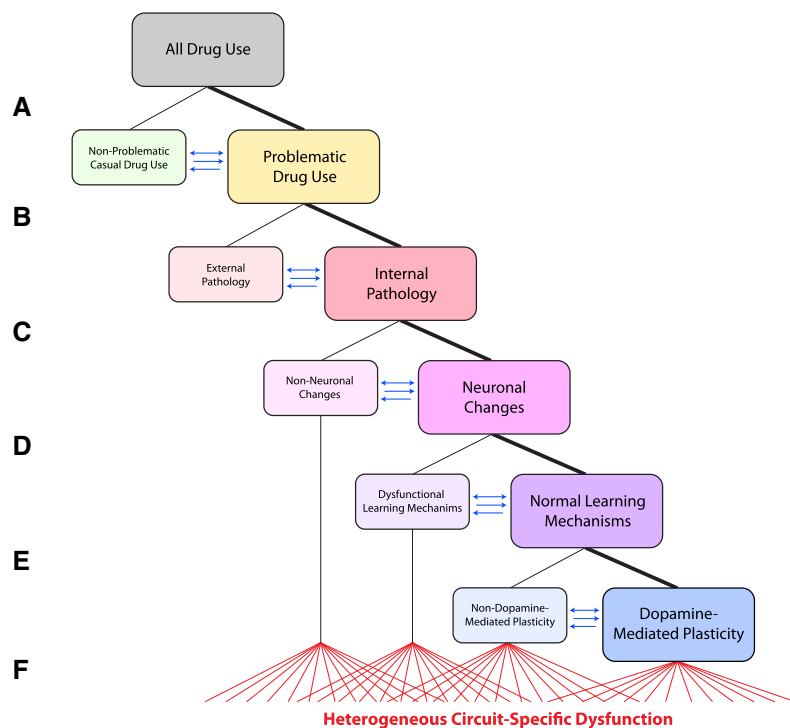 All Drug Use
A
Non-Problematic
Casual Drug Use
Problematic
Drug Use
B
External
Pathology
Internal
Pathology
C
Non-Neuronal
Changes
Neuronal
Changes
D
Dysfunctional
Learning Mechanims
Normal Learning
Mechanisms
E
Non-Dopamine-
Mediated Plasticity
Dopamine-
Mediated Plasticity
F
Heterogeneous Circuit-Specific Dysfunction